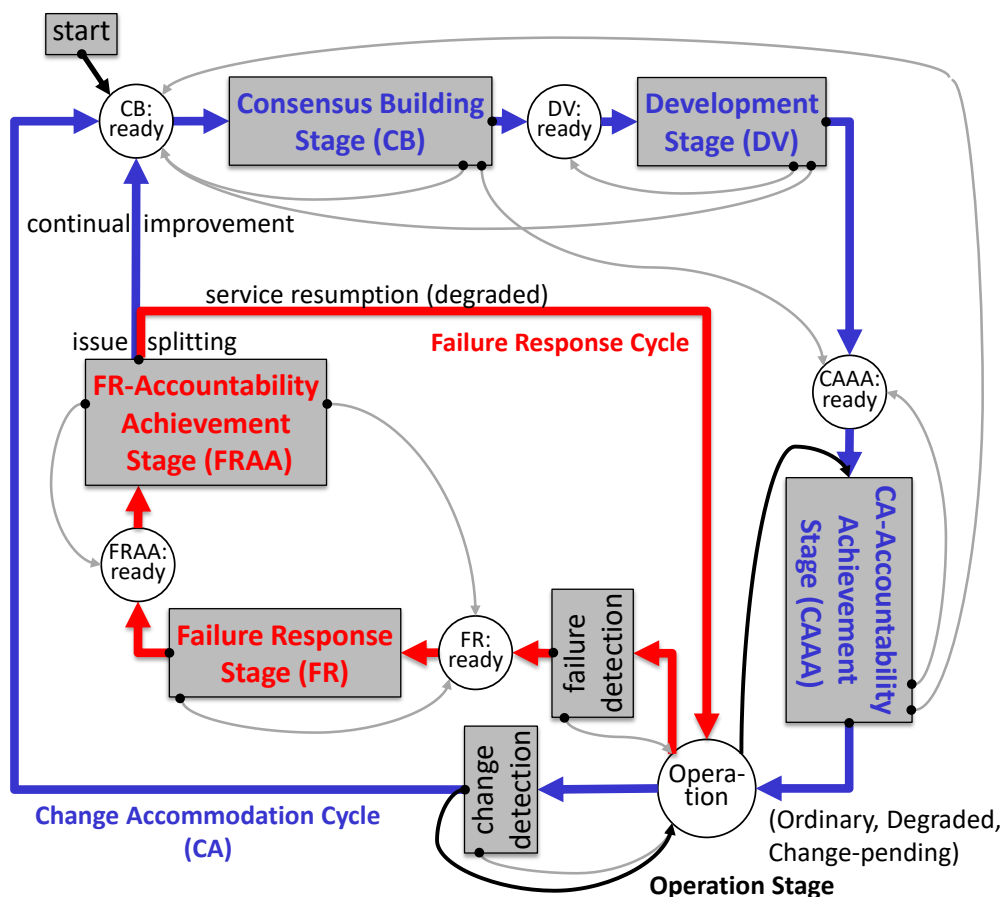 start
CB:
ready
Consensus Building
Stage (CB)
DV:
ready
Development
Stage (DV)
continual improvement
service resumption (degraded)
issue splitting
Failure Response Cycle
FR-Accountability
Achievement
Stage (FRAA)
CAAA:
ready
CA-Accountability
Achievement
Stage (CAAA)
FRAA:
ready
Failure Response
Stage (FR)
FR:
ready
failure
detection
change
detection
Opera-
tion
Change Accommodation Cycle
(CA)
(Ordinary, Degraded,
Change-pending)
Operation Stage